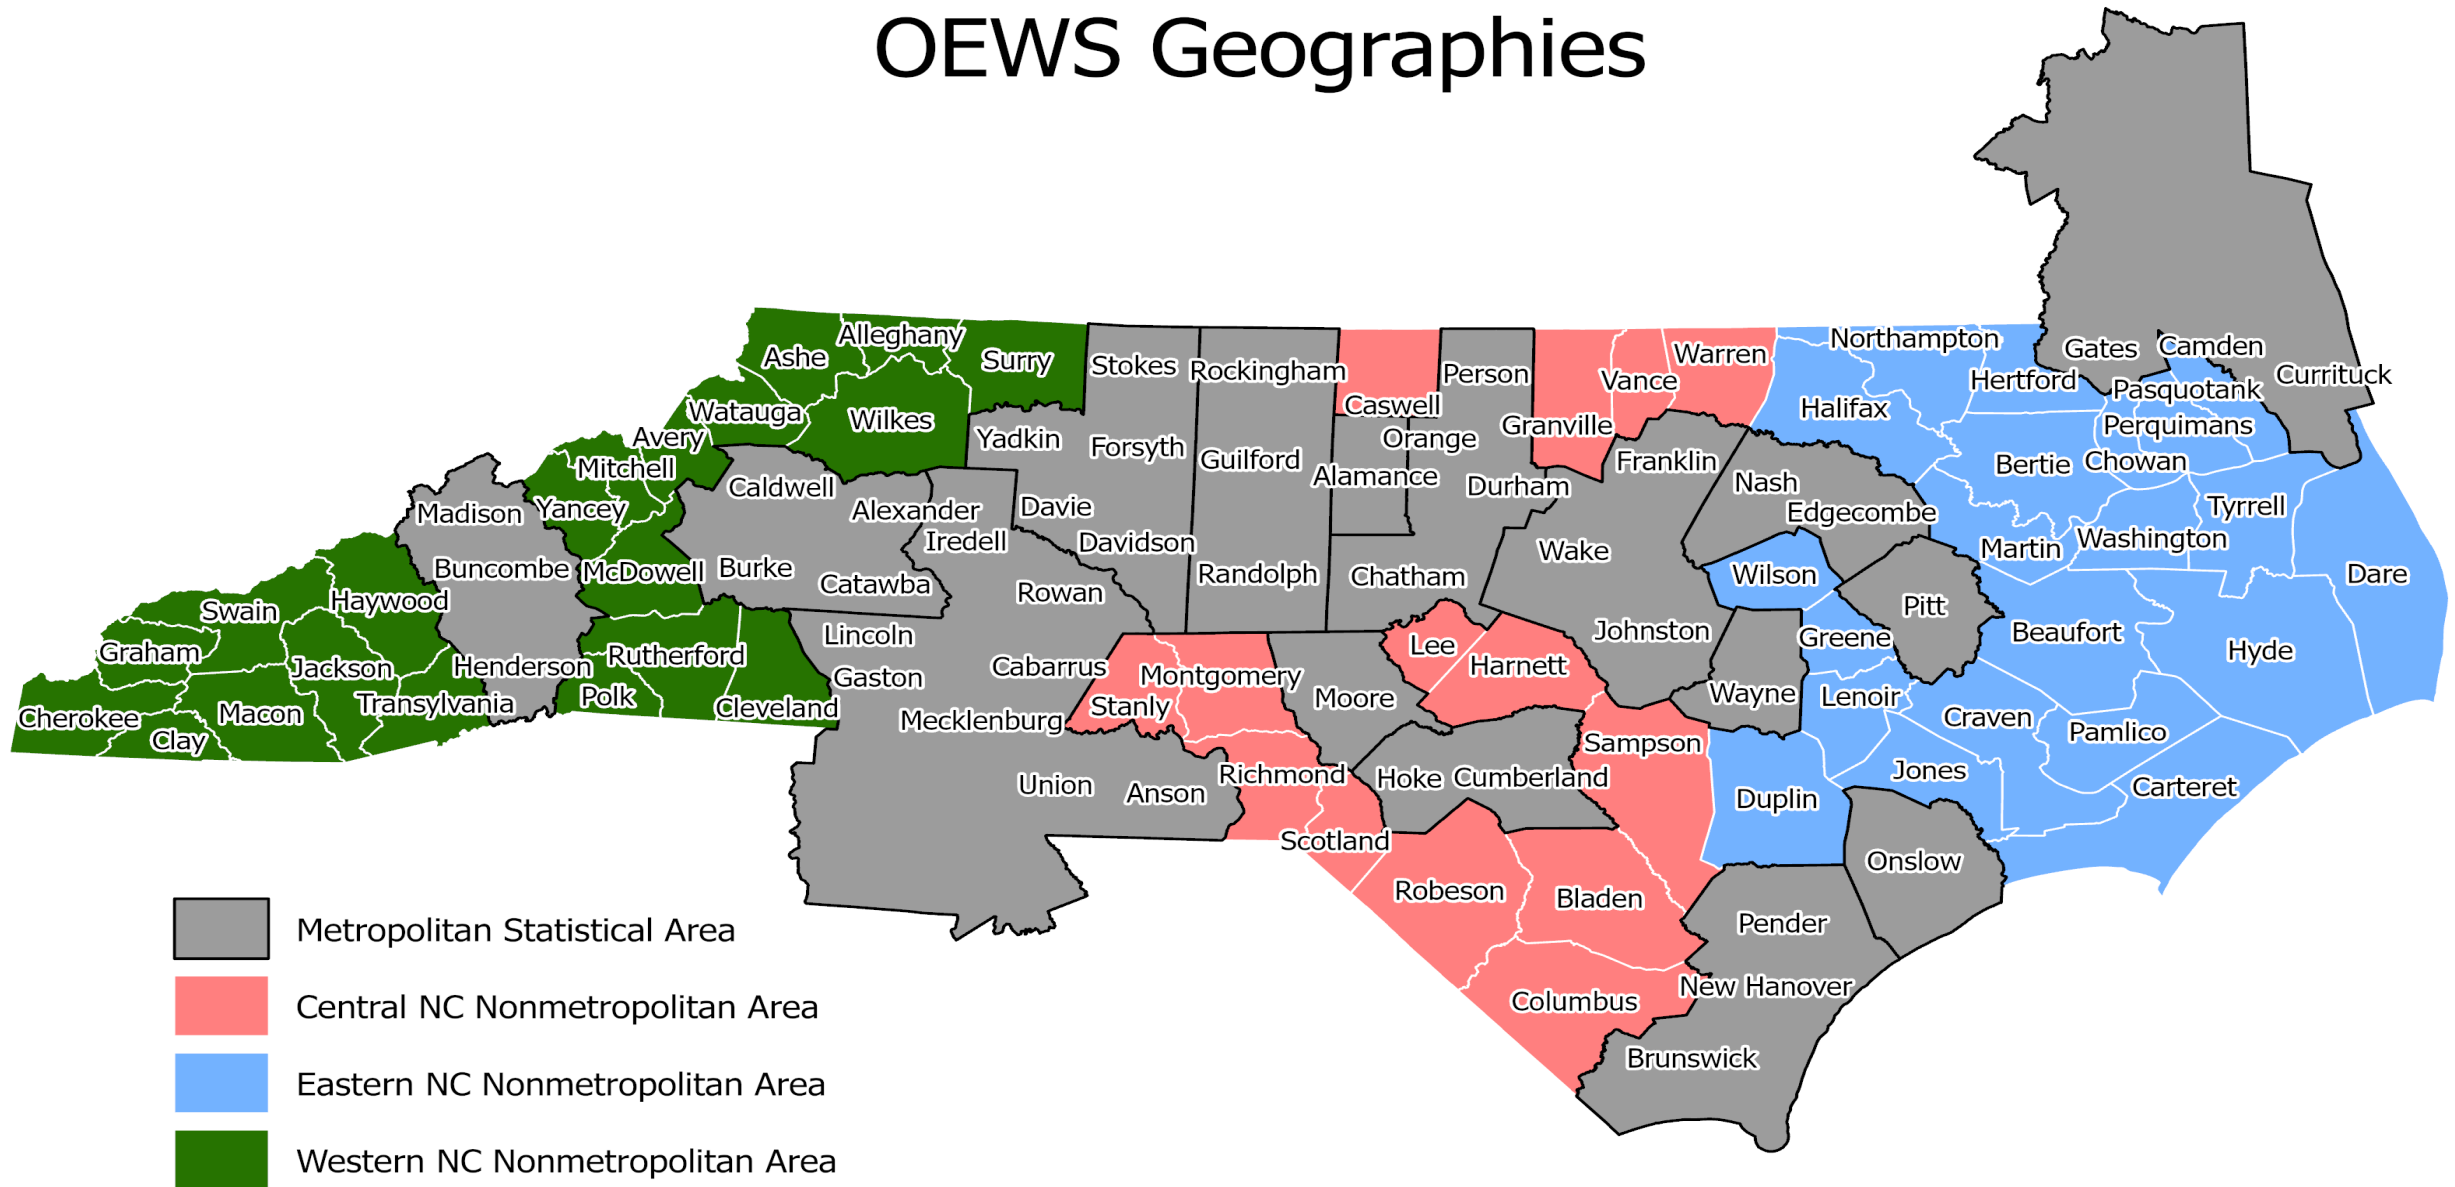 OEWS Geographies
Northampton
Camden
Gates
Alleghany
Ashe
Surry
Stokes
Rockingham
Person
Vance
Warren
Hertford
Pasquotank
Currituck
Watauga
Wilkes
Caswell
Granville
Halifax
Perquimans
Avery
Yadkin
Forsyth
Guilford
Orange
Franklin
Bertie
Chowan
Mitchell
Caldwell
Alamance
Durham
Nash
Madison
Yancey
Alexander
Davie
Edgecombe
Tyrrell
Iredell
Davidson
Wake
Martin
Washington
Buncombe
McDowell
Burke
Catawba
Randolph
Chatham
Wilson
Dare
Swain
Haywood
Rowan
Pitt
Graham
Jackson
Henderson
Rutherford
Lincoln
Cabarrus
Montgomery
Lee
Harnett
Johnston
Greene
Beaufort
Hyde
Cherokee
Clay
Macon
Transylvania
Polk
Cleveland
Gaston
Mecklenburg
Stanly
Moore
Wayne
Lenoir
Craven
Pamlico
Union
Anson
Richmond
Hoke
Cumberland
Sampson
Duplin
Jones
Carteret
Scotland
Robeson
Bladen
Onslow
Pender
New Hanover
Columbus
Brunswick
Metropolitan Statistical Area
Central NC Nonmetropolitan Area
Eastern NC Nonmetropolitan Area
Western NC Nonmetropolitan Area